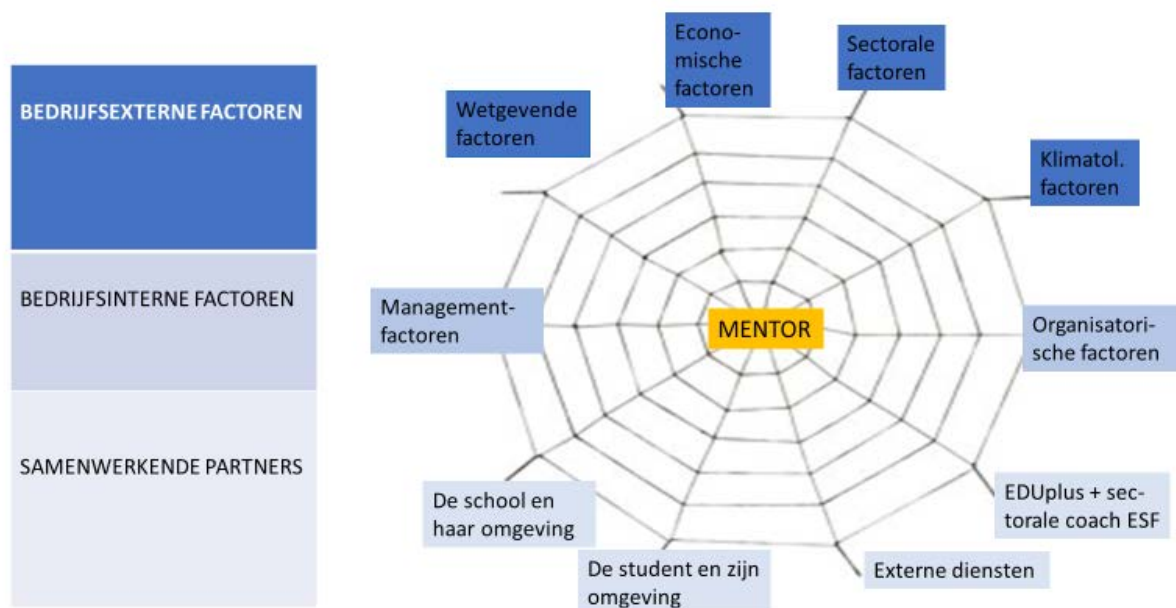 BEDRIJFSEXTERNE FACTOREN
BEDRIJFSINTERNE FACTOREN
SAMENWERKENDE PARTNERS
Econo-
mische
factoren
Sectorale
factoren
Wetgevende
factoren
Klimatol.
factoren
Management-
factoren
MENTOR
Organisatori-
sche factoren
De school en
haar omgeving
EDUplus + sec-
torale coach ESF
De student en zijn
omgeving
Externe diensten